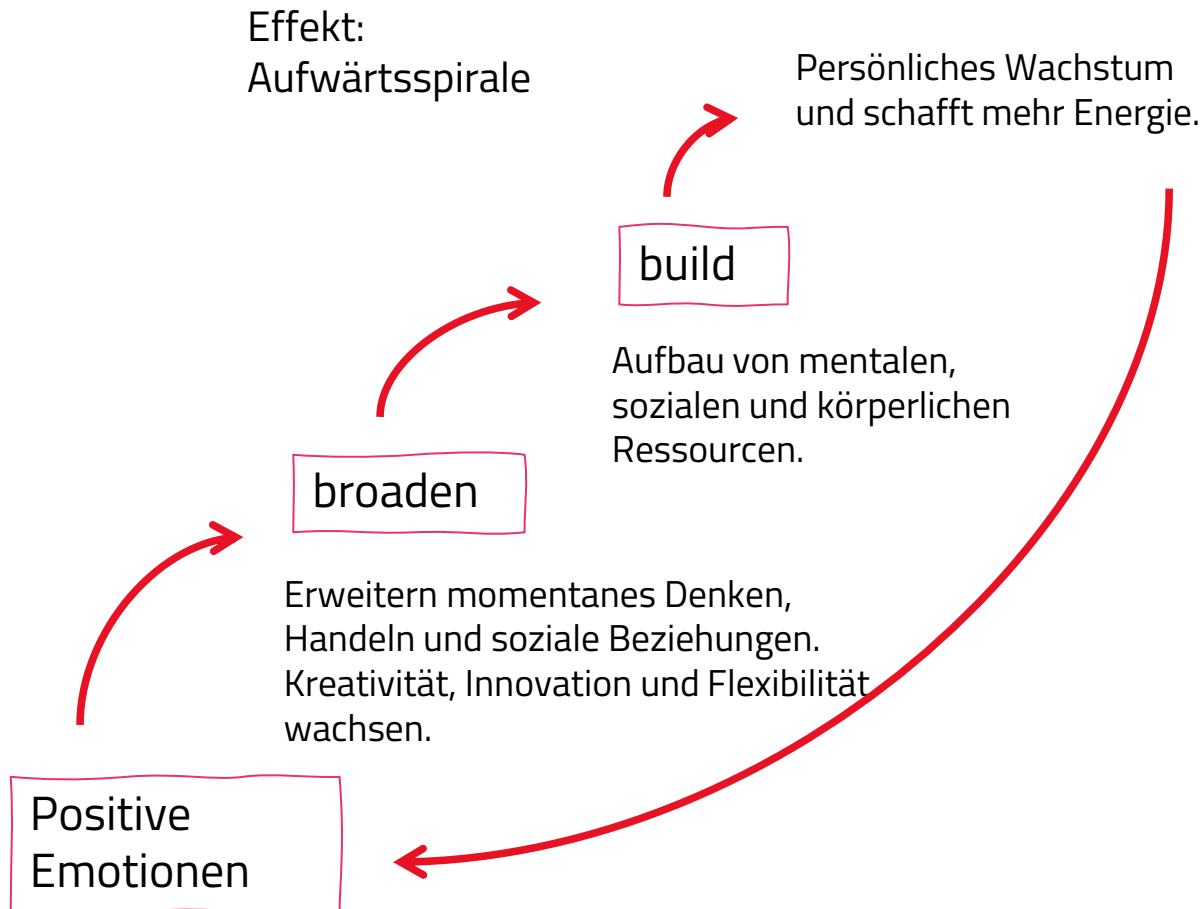 Effekt:
Aufwärtsspirale
Persönliches Wachstum
und schafft mehr Energie.
build
Aufbau von mentalen,
sozialen und körperlichen
Ressourcen.
broaden
Erweitern momentanes Denken,
Handeln und soziale Beziehungen.
Kreativität, Innovation und Flexibilität
wachsen.
Positive
Emotionen